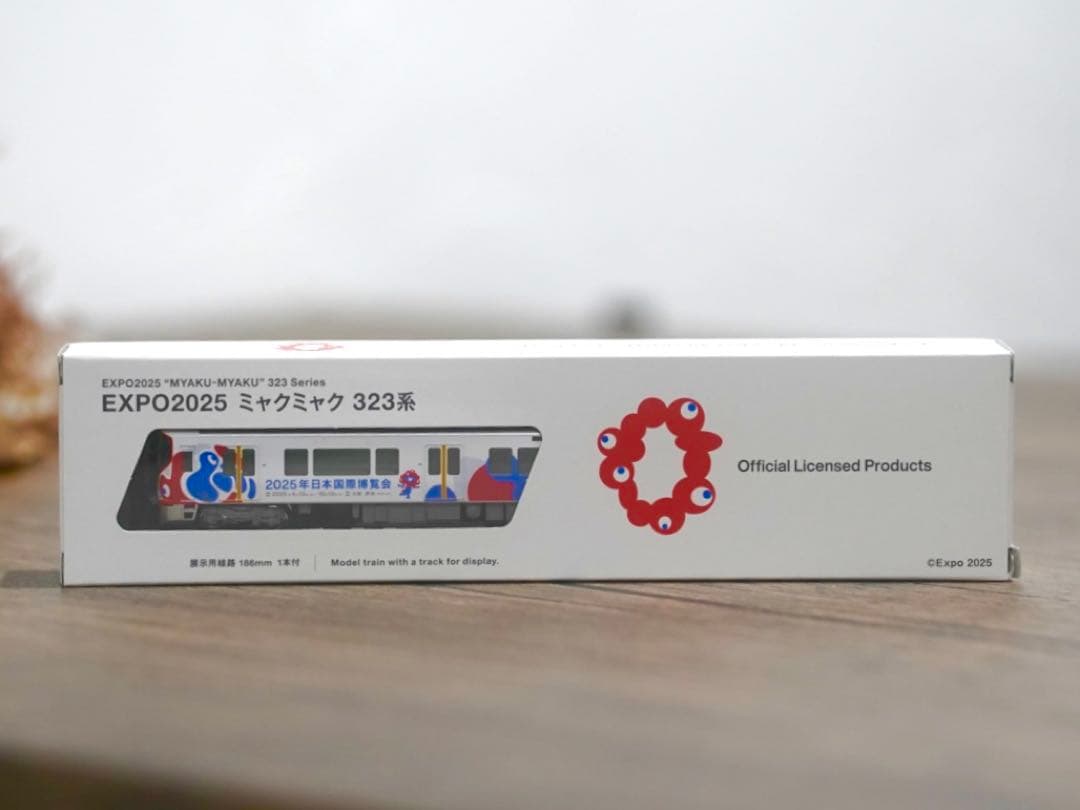 EXPO2025 "MYAKU-MYAKU" 323 Series
EXPO2025 ミャクミャク 323系
2025年日本国際博覧会
展示用線路 186mm 1本付
Model train with a track for display.
Official Licensed Products
©Expo 2025